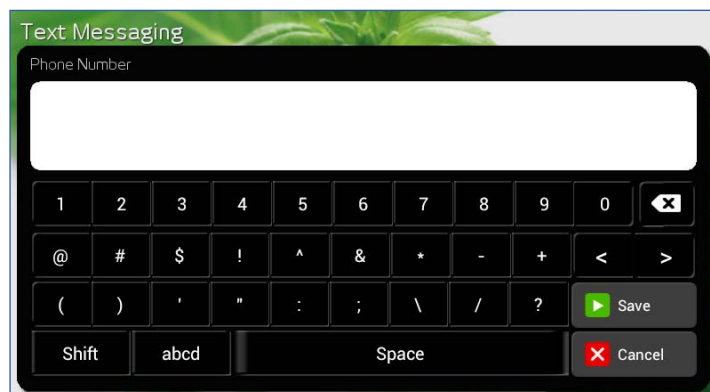 Text Messaging
Phone Number
1 2 3 4 5 6 7 8 9 0
@ # $ ! ^ & * - + < >
( ) ' " : ; \ / ? Save
Shift abcd Space Cancel